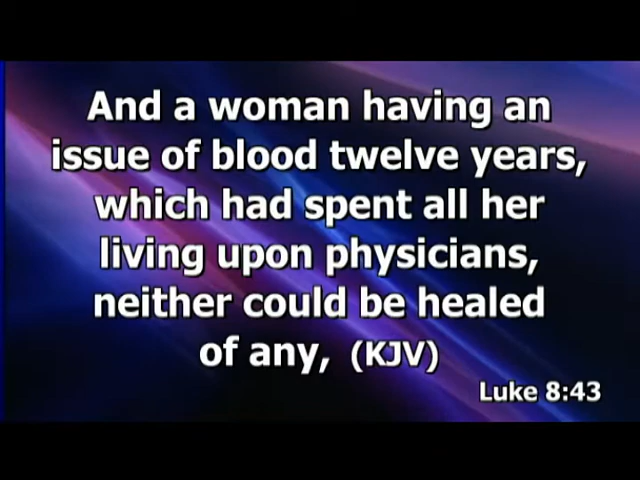 And a woman having an
issue of blood twelve years,
which had spent all her
living upon physicians,
neither could be healed
of any, (KJV)
Luke 8:43